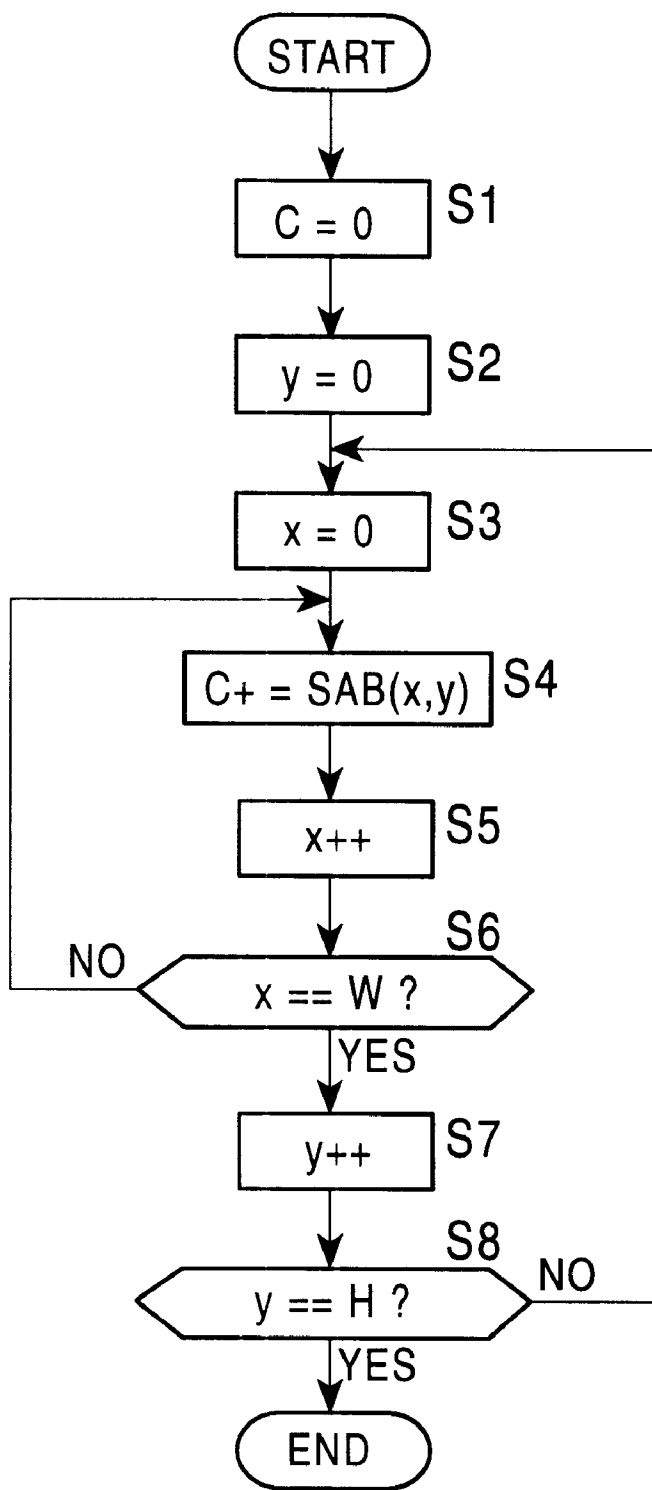 START
C = 0
S1
y = 0
S2
x = 0
S3
C+ = SAB(x,y)
S4
x++
S5
S6
NO
x == W ?
YES
y++
S7
S8
y == H ?
NO
YES
END